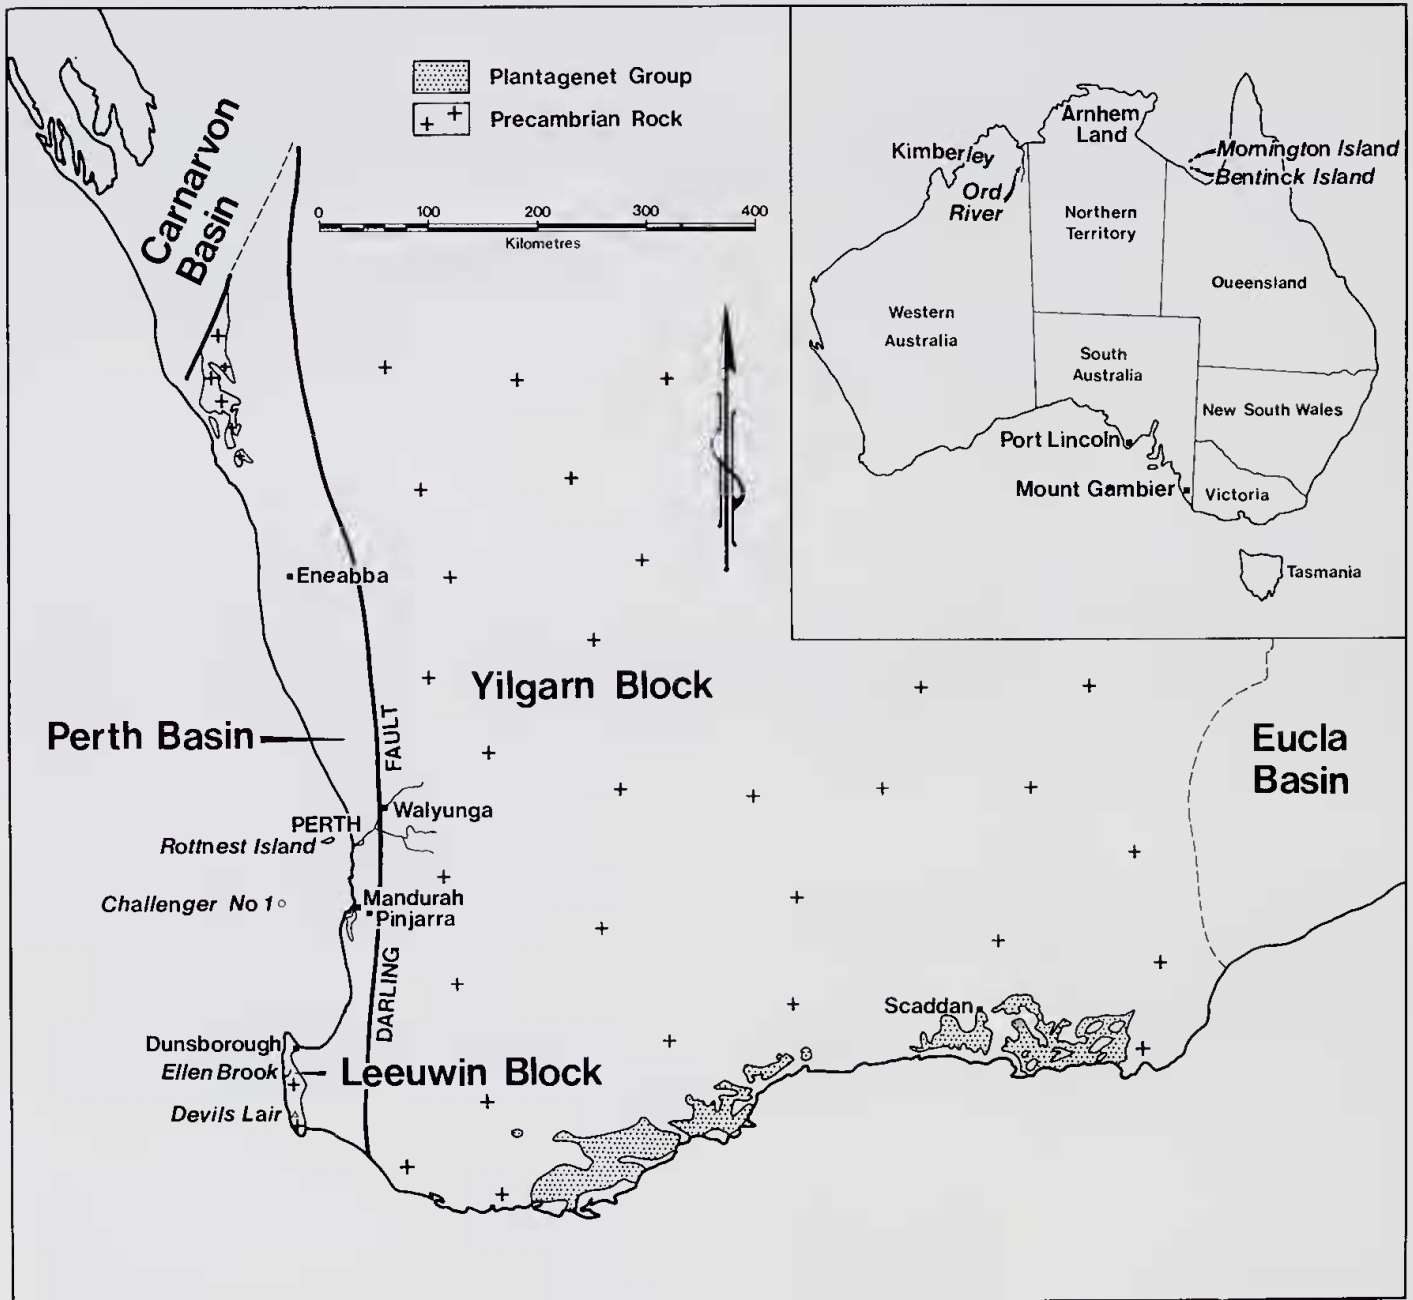 Plantagenet Group
Precambrian Rock
0 100 200 300 400
Kilometres
Carnarvon
Basin
Eneabba
Yilgarn Block
Perth Basin
FAULT
Walyunga
PERTH
Rottnest Island
Challenger No 1
Mandurah
Pinjarra
DARLING
Dunsborough
Ellen Brook
Leeuwin Block
Devils Lair
Scaddan
Eucla
Basin
Arnhem
Land
Kimberley
Ord
River
Mornington Island
Bentinck Island
Northern
Territory
Queensland
Western
Australia
South
Australia
New South Wales
Port Lincoln
Mount Gambier
Victoria
Tasmania